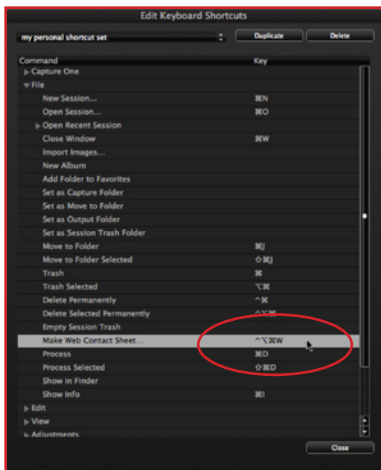 Edit Keyboard Shortcuts
my personal shortcut set Duplicate Delete
Command Key
Capture One
File
New Session... ⌘N
Open Session... ⌘O
Open Recent Session
Close Window ⌘W
Import Images...
New Album
Add Folder to Favorites
Set as Capture Folder
Set as Move to Folder
Set as Output Folder
Set as Session Trash Folder
Move to Folder ⌘J
Move to Folder Selected ⇧⌘J
Trash ⌘
Trash Selected ⌥⌘
Delete Permanently ^⌘
Delete Selected Permanently ^⌥⌘
Empty Session Trash
Make Web Contact Sheet... ^⌥⌘W
Process ⌘D
Process Selected ⇧⌘D
Show in Finder
Show Info ⌘I
Edit
View
Adjustments
Close